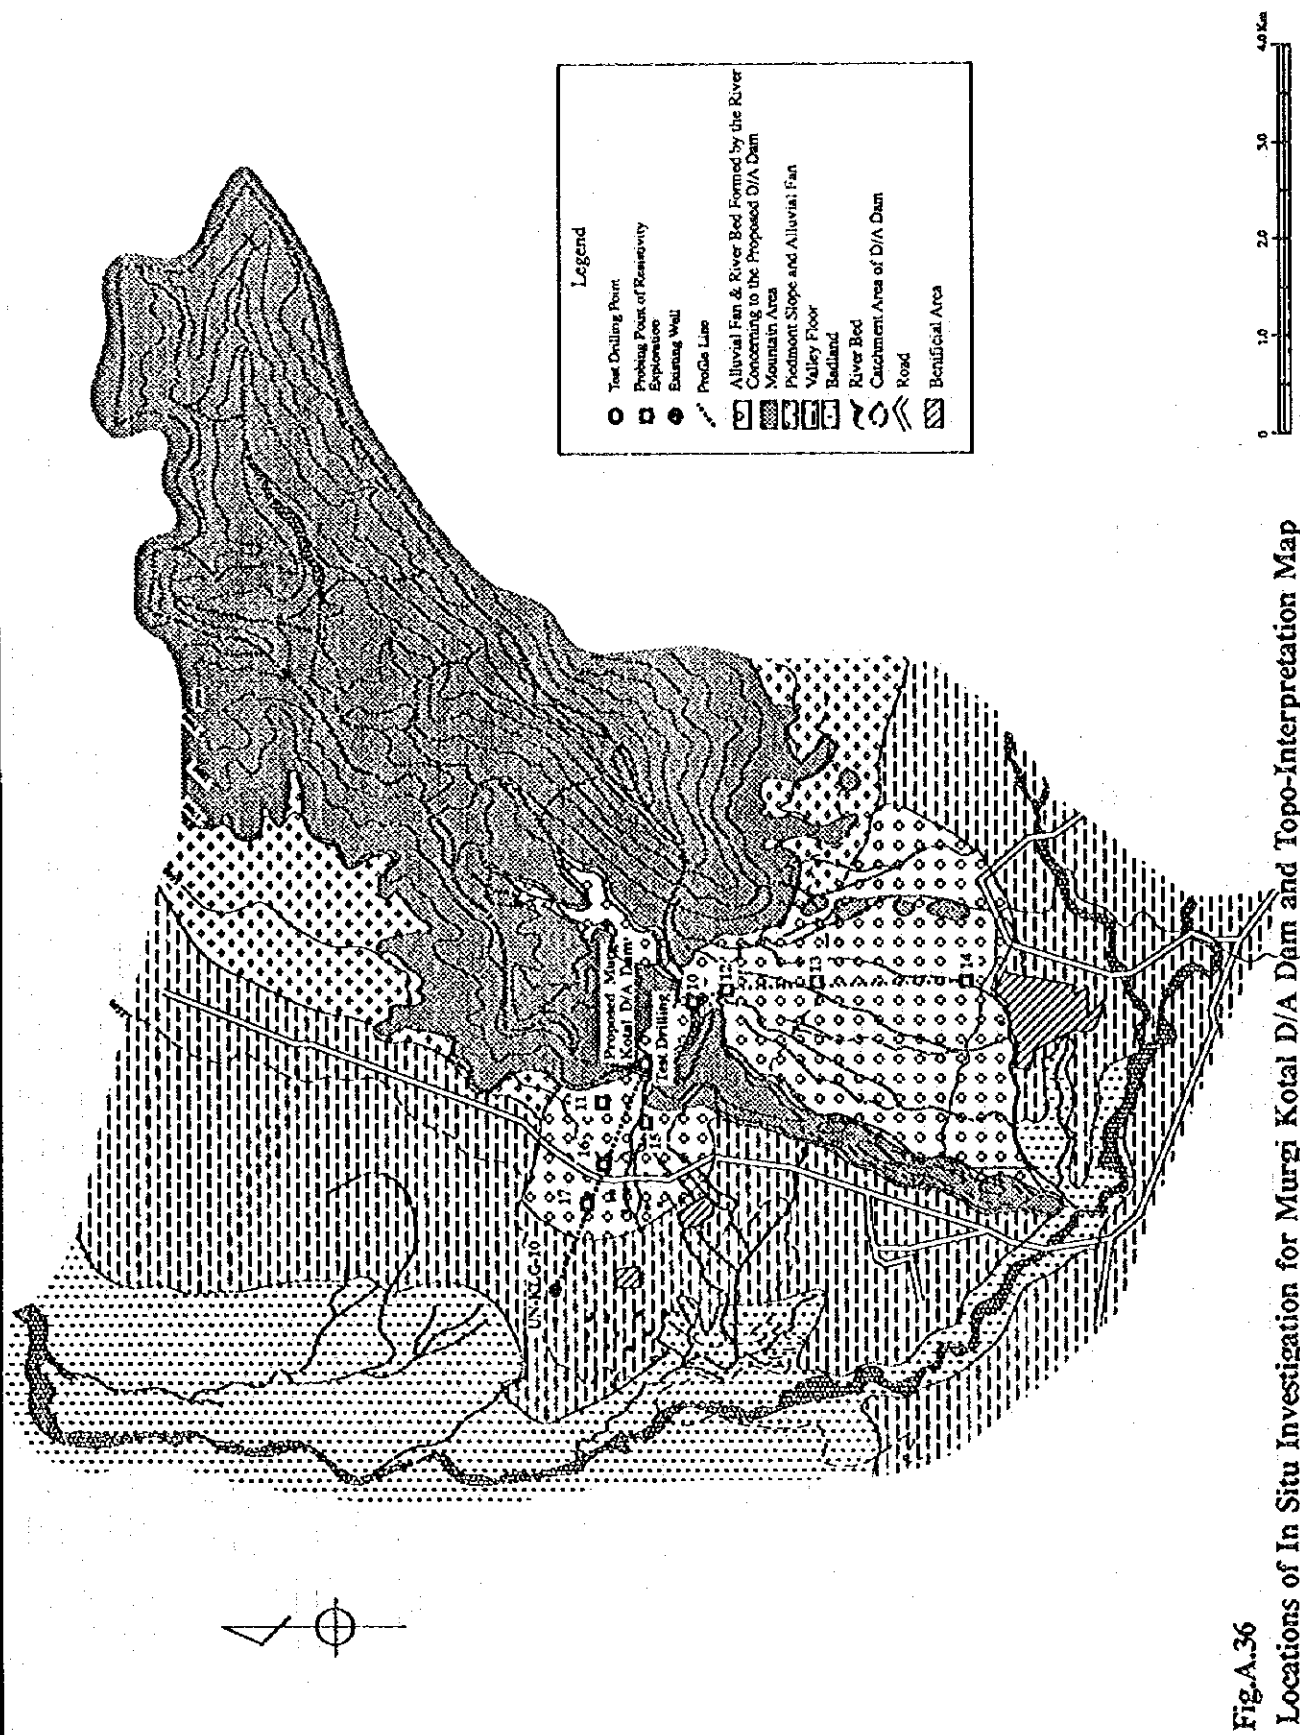 Legend
Test Drilling Point
Probing Point of Resistivity
Exploration
Existing Well
Profile Line
Alluvial Fan & River Bed Formed by the River
Concerning to the Proposed D/A Dam
Mountain Area
Piedmont Slope and Alluvial Fan
Valley Floor
Badland
River Bed
Catchment Area of D/A Dam
Road
Benificial Area
Proposed Murgi
Kotal D/A Dam
Test Drilling
10
11
12
13
14
15
16
17
UN-KLG-10
0 1.0 2.0 3.0 4.0 Km
Fig.A.36
Locations of In Situ Investigation for Murgi Kotal D/A Dam and Topo-Interpretation Map